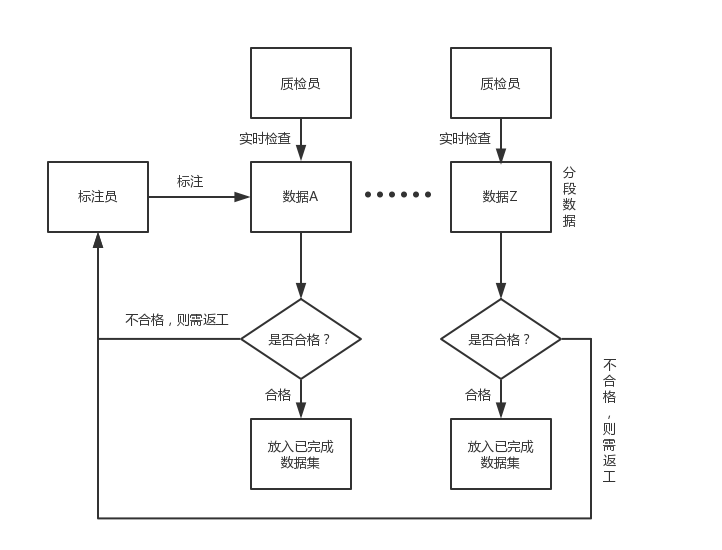 质检员
质检员
实时检查
实时检查
标注员
标注
数据A
数据Z
分段数据
不合格，则需返工
是否合格？
是否合格？
不合格，则需返工
合格
合格
放入已完成
数据集
放入已完成
数据集